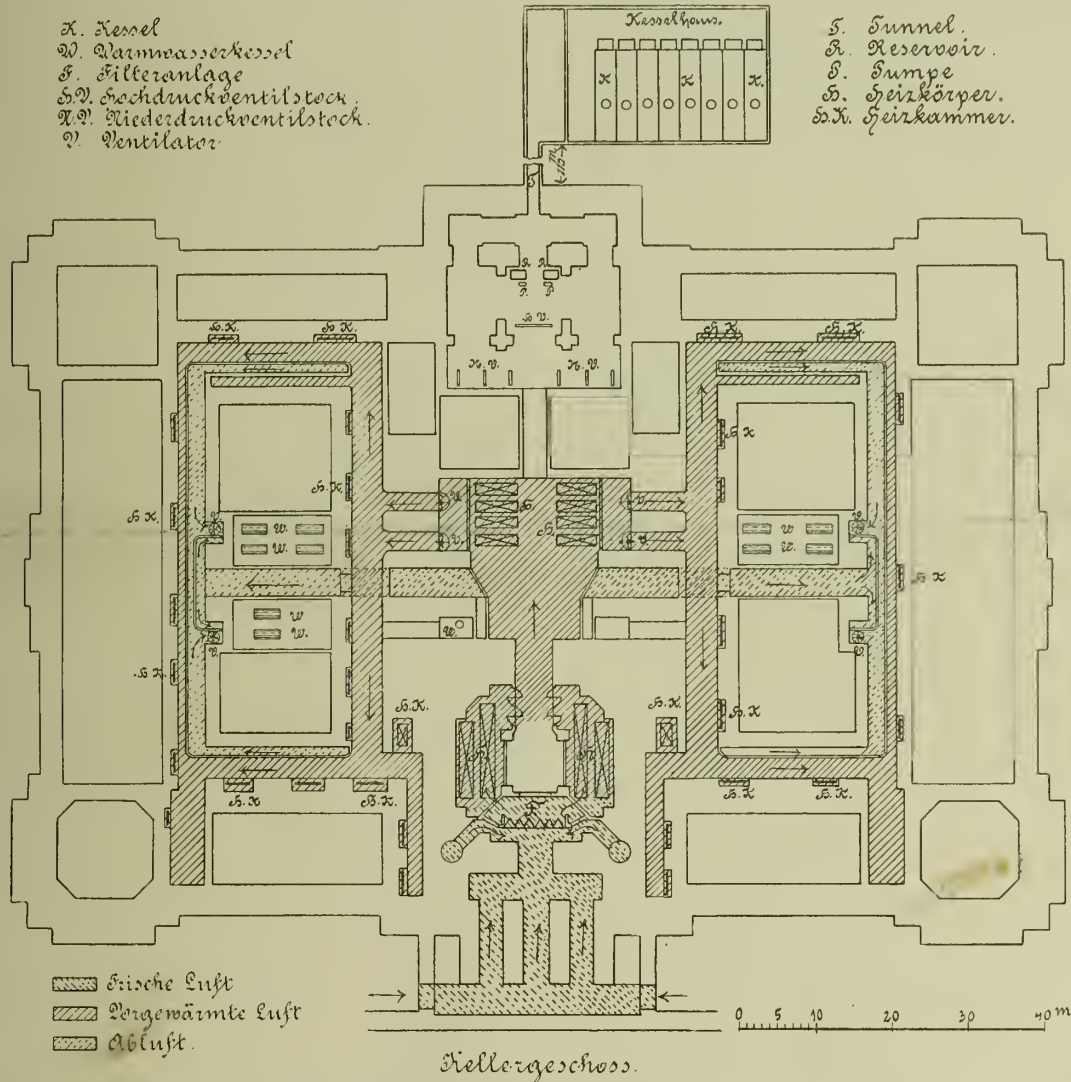 K. Kessel
W. Warmwasserkessel
F. Filteranlage
H.V. Hochdruckventilstock.
N.V. Niederdruckventilstock.
V. Ventilator
Kesselhaus.
T. Tunnel.
R. Reservoir.
P. Pumpe
H. Heizkörper.
H.K. Heizkammer.
K K K.
T
R R
P. P.
H V.
N. V. N. V.
H. K. H K. H. K. H. K.
H K
H. K. V. H. V.
H K. V. W. W V.
V. H. V.
W. W. H K
W
V. W. W. V.
H K.
H. K. H.K.
H K
H. H.
H. K H. K. H. K H. K.
F.
Frische Luft
Vorgewärmte Luft
Abluft.
0 5 10 20 30 40 m
Kellergeschoss.